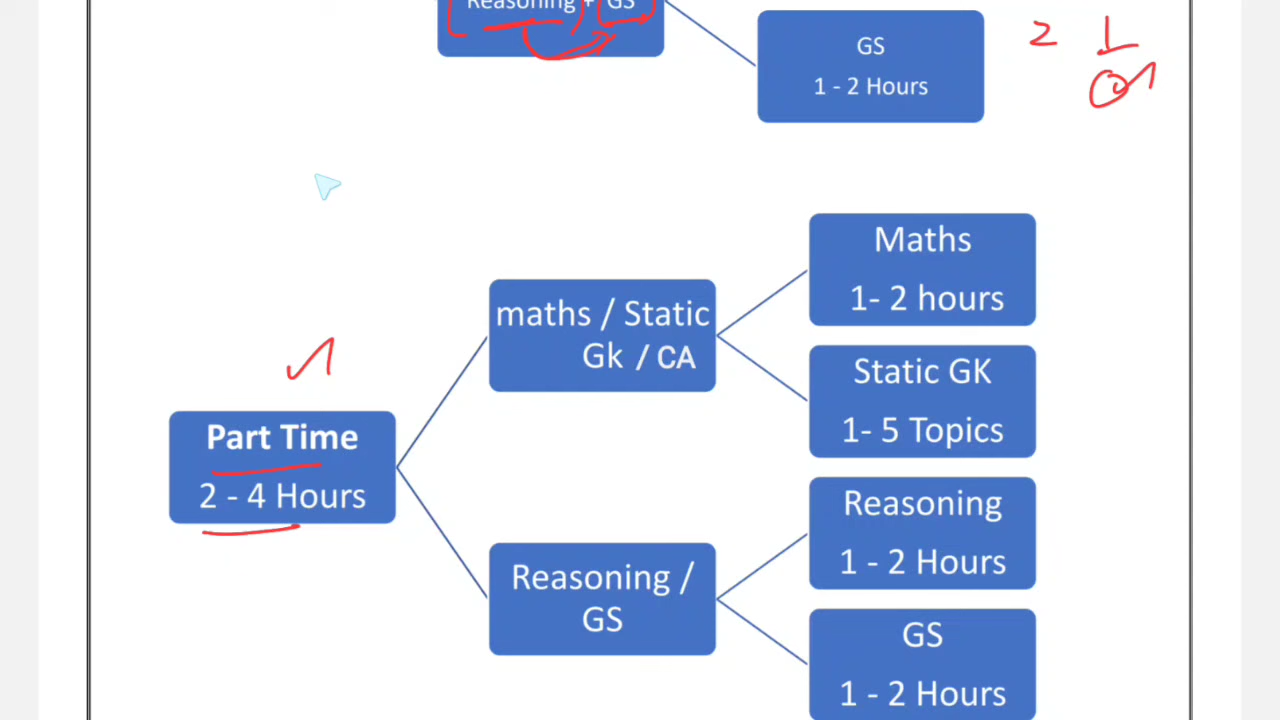 Reasoning + GS
GS
1 - 2 Hours
2 1
Maths
1- 2 hours
maths / Static
Gk / CA
Static GK
1- 5 Topics
Part Time
2 - 4 Hours
Reasoning
1 - 2 Hours
Reasoning /
GS
GS
1 - 2 Hours